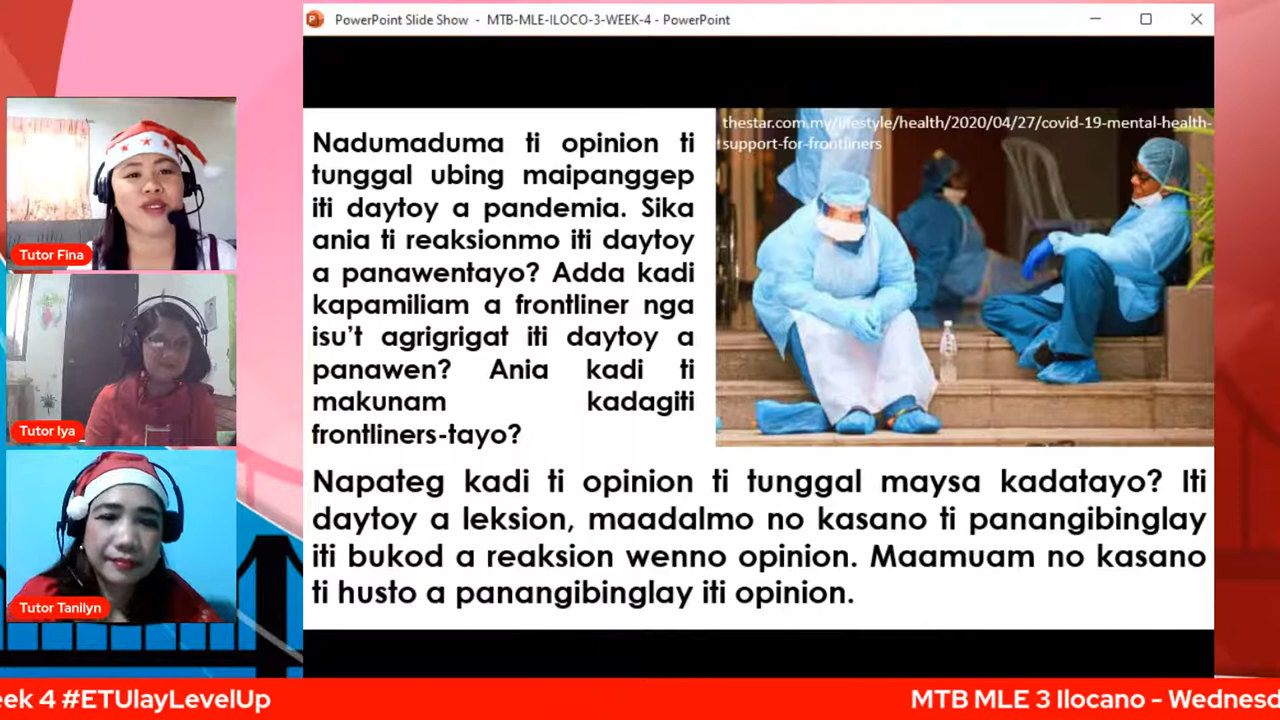 PowerPoint Slide Show - MTB-MLE-ILOCO-3-WEEK-4 - PowerPoint
thestar.com.my/lifestyle/health/2020/04/27/covid-19-mental-health-
support-for-frontliners
Nadumaduma ti opinion ti
tunggal ubing maipanggep
iti daytoy a pandemia. Sika
ania ti reaksionmo iti daytoy
a panawentayo? Adda kadi
kapamiliam a frontliner nga
isu't agrigrigat iti daytoy a
panawen? Ania kadi ti
makunam kadagiti
frontliners-tayo?
Napateg kadi ti opinion ti tunggal maysa kadatayo? Iti
daytoy a leksion, maadalmo no kasano ti panangibinglay
iti bukod a reaksion wenno opinion. Maamuam no kasano
ti husto a panangibinglay iti opinion.
Tutor Fina
Tutor Iya
Tutor Tanilyn
eek 4 #ETUlayLevelUp
MTB MLE 3 Ilocano - Wednesd